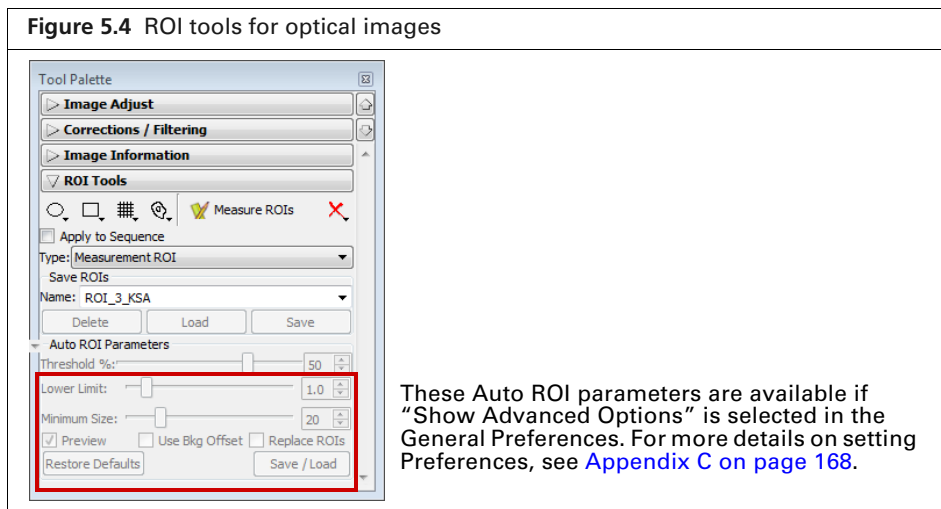 Figure 5.4 ROI tools for optical images
Tool Palette
Image Adjust
Corrections / Filtering
Image Information
ROI Tools
Measure ROIs
Apply to Sequence
Type: Measurement ROI
Save ROIs
Name: ROI_3_KSA
Delete Load Save
Auto ROI Parameters
Threshold %: 50
Lower Limit: 1.0
Minimum Size: 20
Preview Use Bkg Offset Replace ROIs
Restore Defaults Save / Load
These Auto ROI parameters are available if
“Show Advanced Options” is selected in the
General Preferences. For more details on setting
Preferences, see Appendix C on page 168.